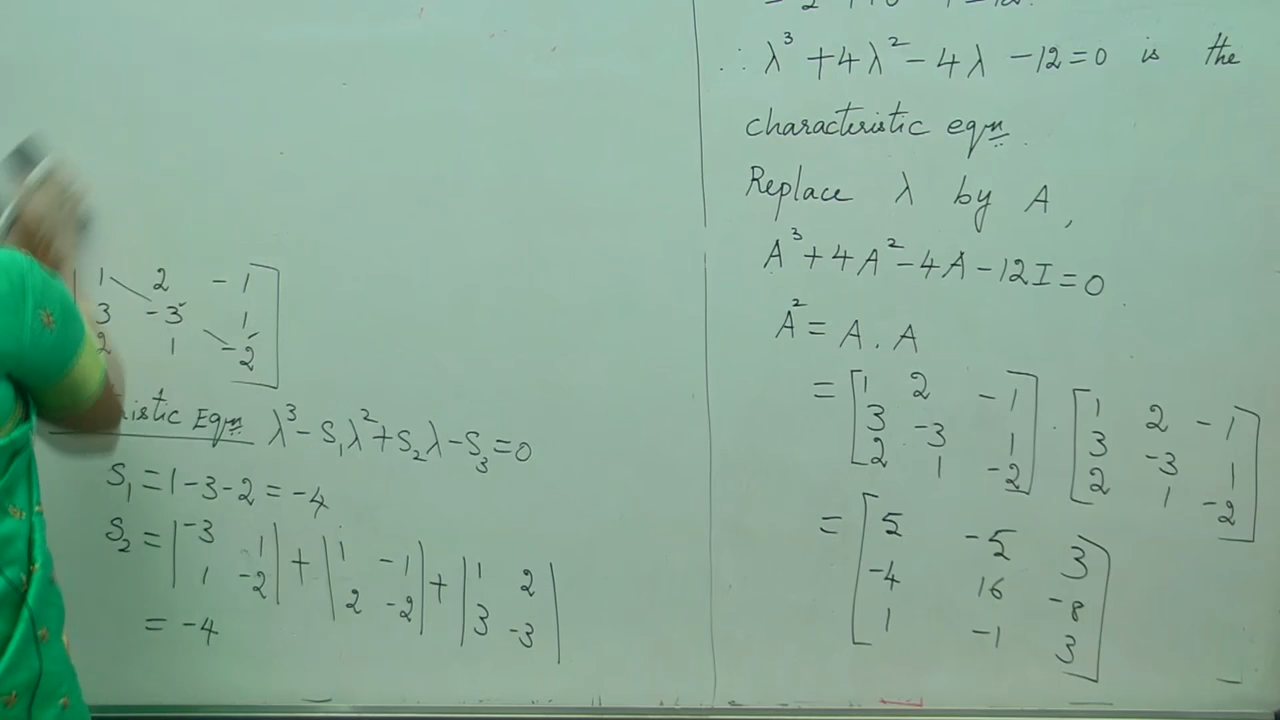 1 2 -1
3 -3 1
2 1 -2
istic Eqn λ³ - S₁λ² + S₂λ - S₃ = 0
S₁ = 1 - 3 - 2 = -4
S₂ = |-3 1| + |1 -1| + |1 2|
|1 -2| |2 -2| |3 -3|
= -4
∴ λ³ + 4λ² - 4λ - 12 = 0 is the
characteristic eqn.
Replace λ by A,
A³ + 4A² - 4A - 12I = 0
A² = A . A
= [1 2 -1] . [1 2 -1]
[3 -3 1] [3 -3 1]
[2 1 -2] [2 1 -2]
= [5 -5 3]
[-4 16 -8]
[1 -1 3]